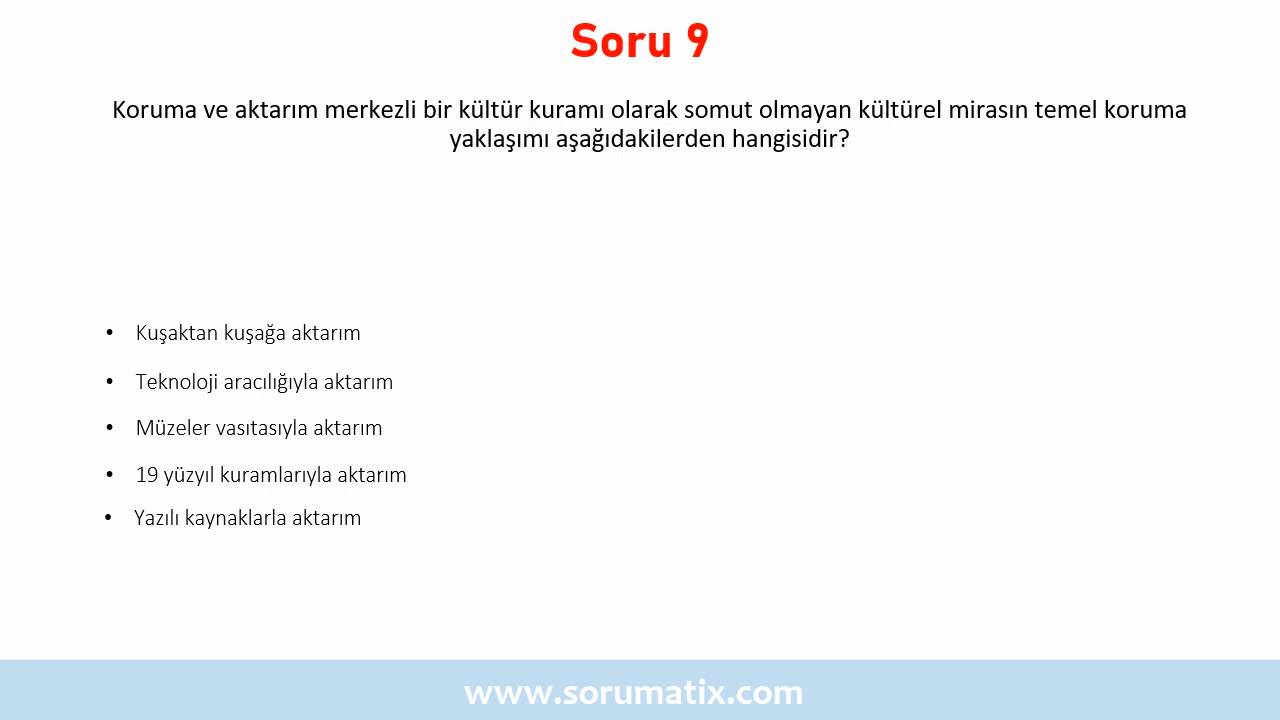 Soru 9
Koruma ve aktarım merkezli bir kültür kuramı olarak somut olmayan kültürel mirasın temel koruma
yaklaşımı aşağıdakilerden hangisidir?
• Kuşaktan kuşağa aktarım
• Teknoloji aracılığıyla aktarım
• Müzeler vasıtasıyla aktarım
• 19 yüzyıl kuramlarıyla aktarım
• Yazılı kaynaklarla aktarım
www.sorumatix.com